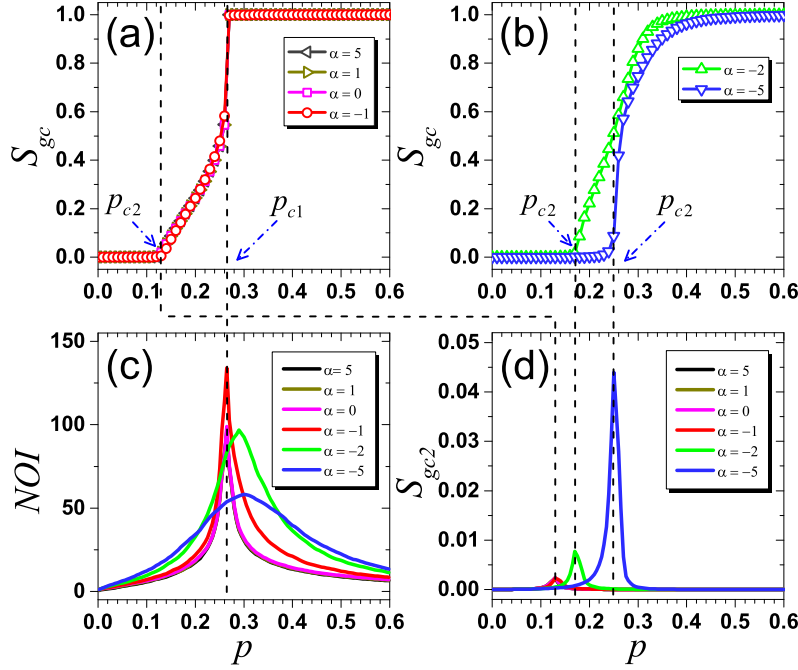 (a)
α = 5
α = 1
α = 0
α = −1
S_gc
1.0
0.8
0.6
0.4
0.2
0.0
p_c2
p_c1
0.0 0.1 0.2 0.3 0.4 0.5 0.6
(b)
α = −2
α = −5
S_gc
1.0
0.8
0.6
0.4
0.2
0.0
p_c2
p_c2
0.0 0.1 0.2 0.3 0.4 0.5 0.6
(c)
α= 5
α = 1
α = 0
α = −1
α = −2
α = −5
NOI
150
125
100
75
50
25
0
0.0 0.1 0.2 0.3 0.4 0.5 0.6
p
(d)
α = 5
α = 1
α = 0
α = −1
α = −2
α = −5
S_gc2
0.05
0.04
0.03
0.02
0.01
0.00
0.0 0.1 0.2 0.3 0.4 0.5 0.6
p